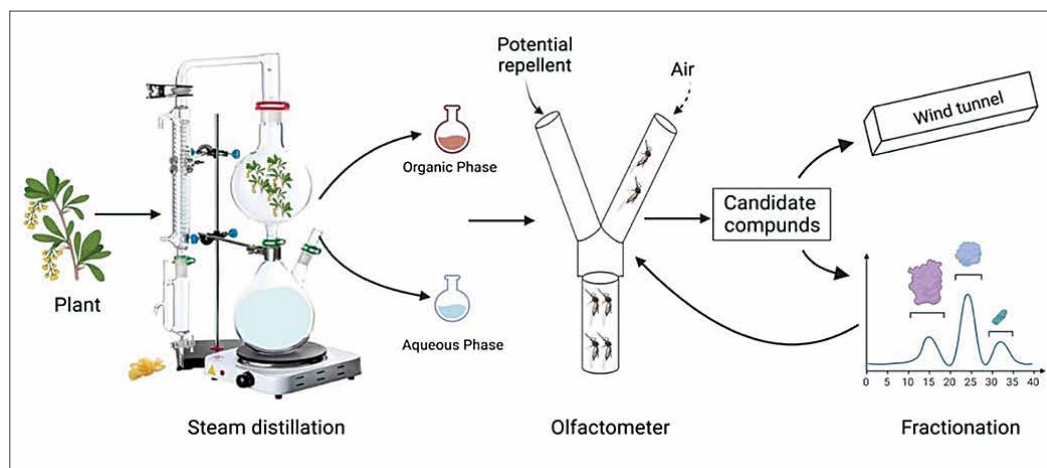 Plant
Steam distillation
Organic Phase
Aqueous Phase
Potential
repellent
Air
Olfactometer
Candidate
compunds
Wind tunnel
0 5 10 15 20 25 30 35 40
Fractionation